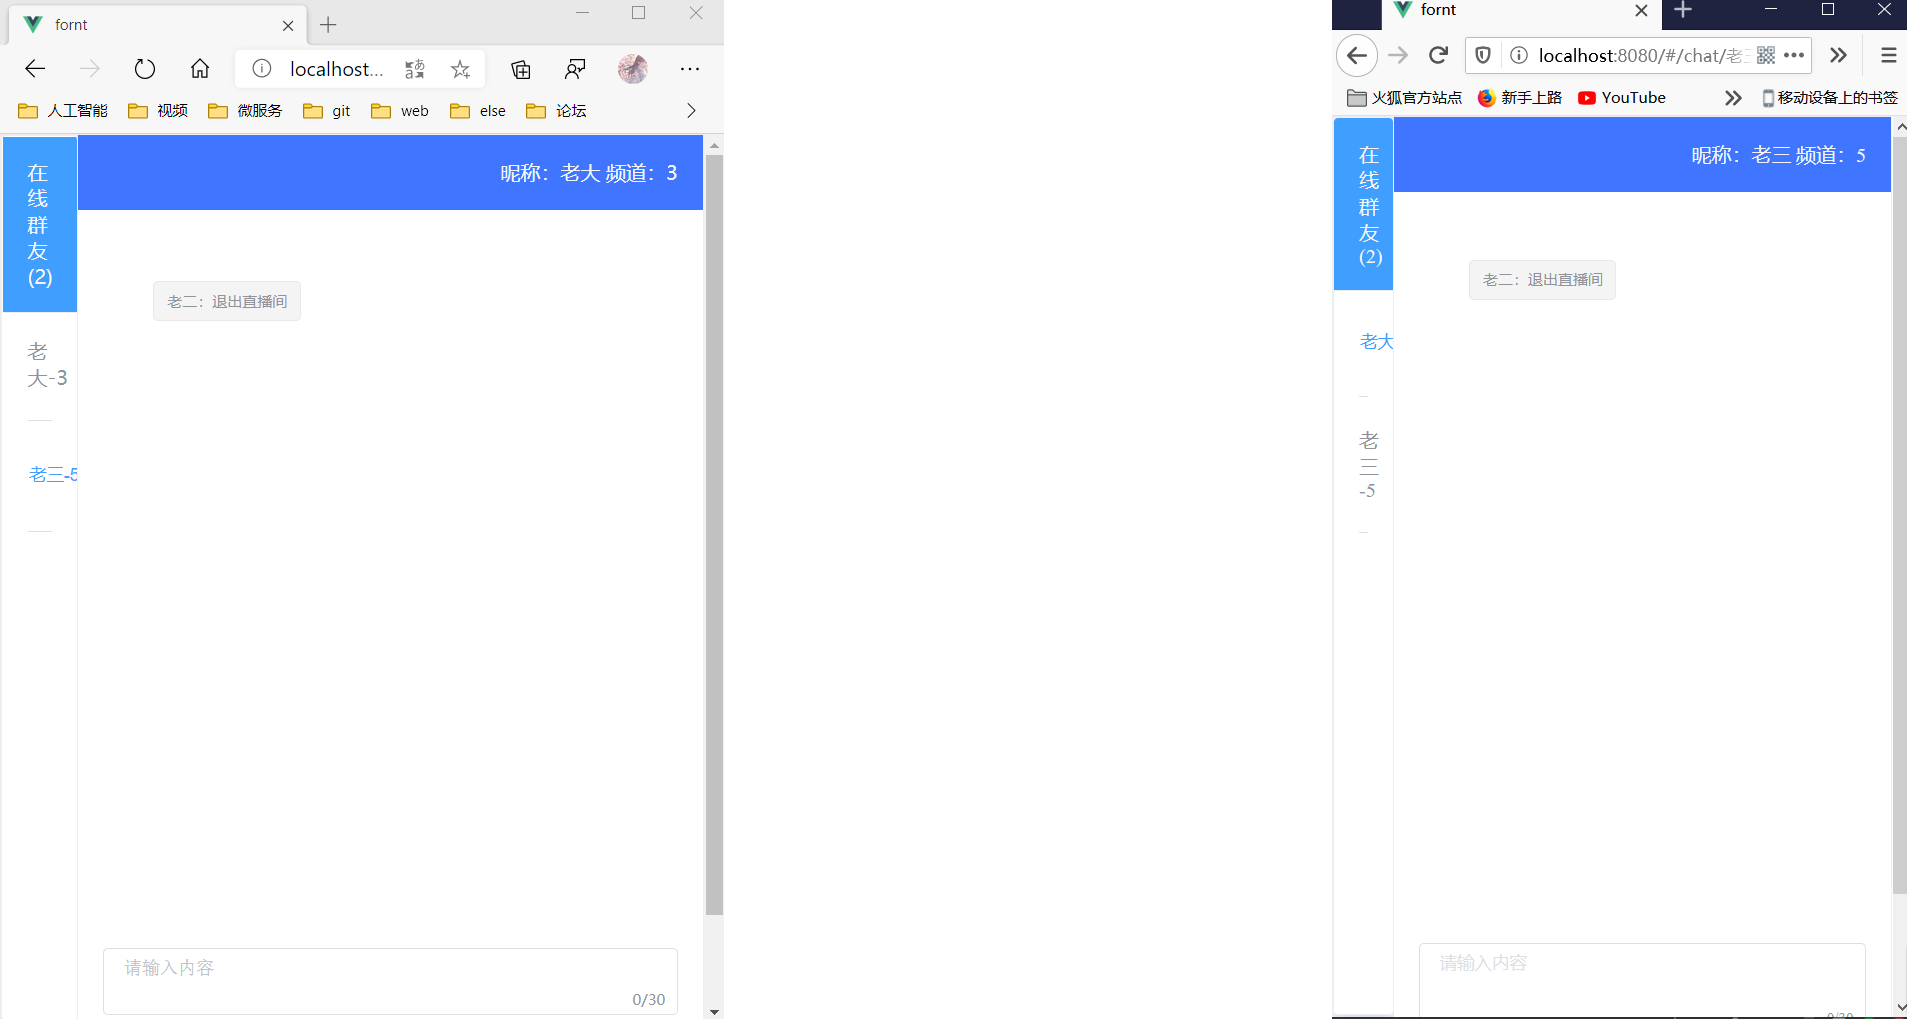 fornt
localhost...
人工智能 视频 微服务 git web else 论坛
在
线
群
友
(2)
昵称：老大 频道：3
老二：退出直播间
老
大-3
老三-5
请输入内容
0/30
fornt
localhost:8080/#/chat/老三
火狐官方站点 新手上路 YouTube 移动设备上的书签
在
线
群
友
(2)
昵称：老三 频道：5
老二：退出直播间
老大
老
三
-5
请输入内容
0/30